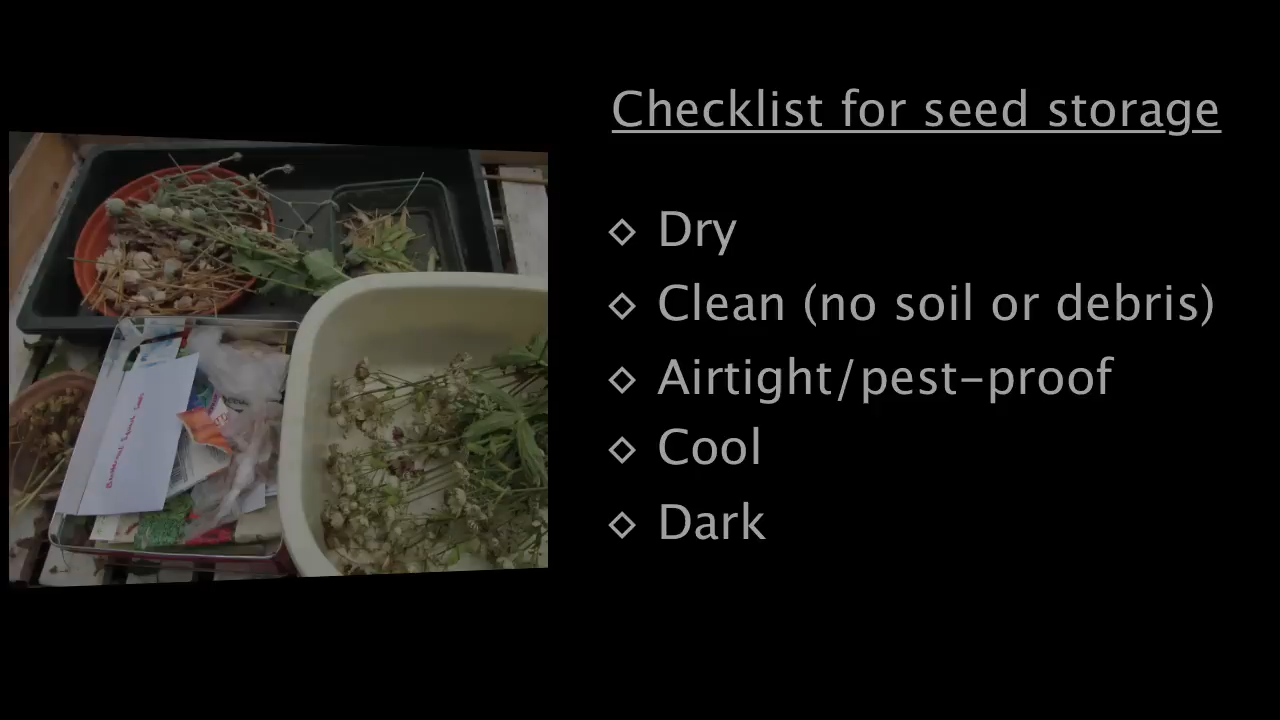 Checklist for seed storage
Dry
Clean (no soil or debris)
Airtight/pest-proof
Cool
Dark